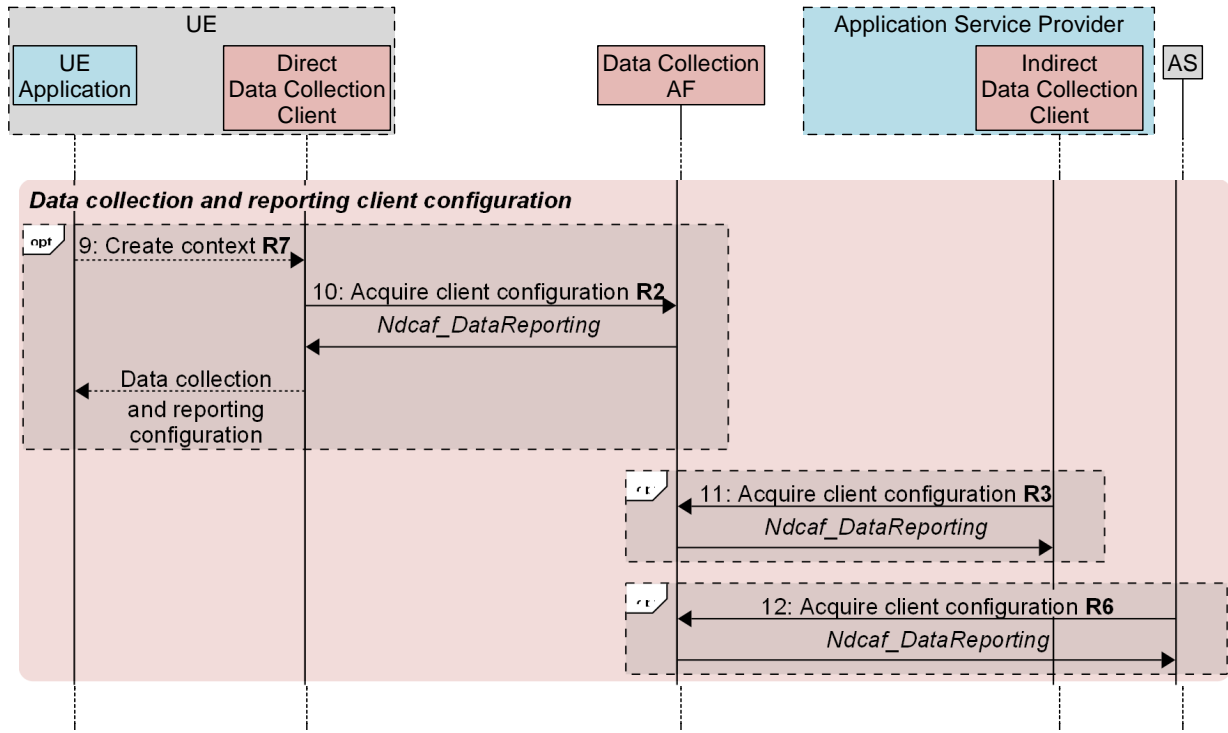 UE
Application Service Provider
UE
Application
Direct
Data Collection
Client
Data Collection
AF
Indirect
Data Collection
Client
AS
Data collection and reporting client configuration
opt
9: Create context R7
10: Acquire client configuration R2
Ndcaf_DataReporting
Data collection
and reporting
configuration
11: Acquire client configuration R3
Ndcaf_DataReporting
12: Acquire client configuration R6
Ndcaf_DataReporting